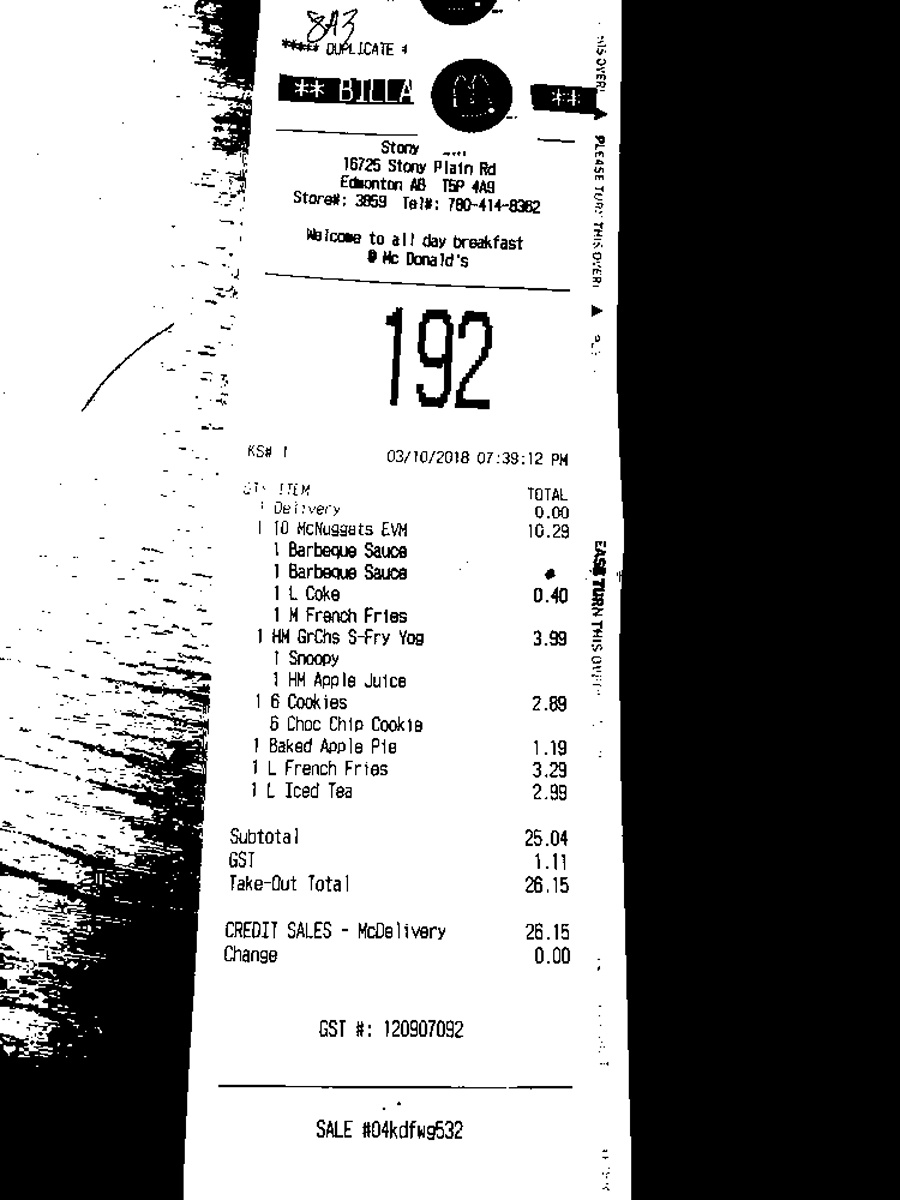 8A3
***** DUPLICATE #
** BILLA **
Stony
16725 Stony Plain Rd
Edmonton AB T5P 4A9
Store#: 3859 Tel#: 780-414-8362
Welcome to all day breakfast
@ Mc Donald's
192
KS# 1 03/10/2018 07:39:12 PM
QTY ITEM TOTAL
1 Delivery 0.00
1 10 McNuggets EVM 10.29
1 Barbeque Sauce
1 Barbeque Sauce
1 L Coke 0.40
1 M French Fries
1 HM GrChs S-Fry Yog 3.99
1 Snoopy
1 HM Apple Juice
1 6 Cookies 2.89
6 Choc Chip Cookie
1 Baked Apple Pie 1.19
1 L French Fries 3.29
1 L Iced Tea 2.99
Subtotal 25.04
GST 1.11
Take-Out Total 26.15
CREDIT SALES - McDelivery 26.15
Change 0.00
GST #: 120907092
SALE #04kdfwg532
THIS OVER! ▲ PLEASE TURN THIS OVER! ▲
EASE TURN THIS OVER!